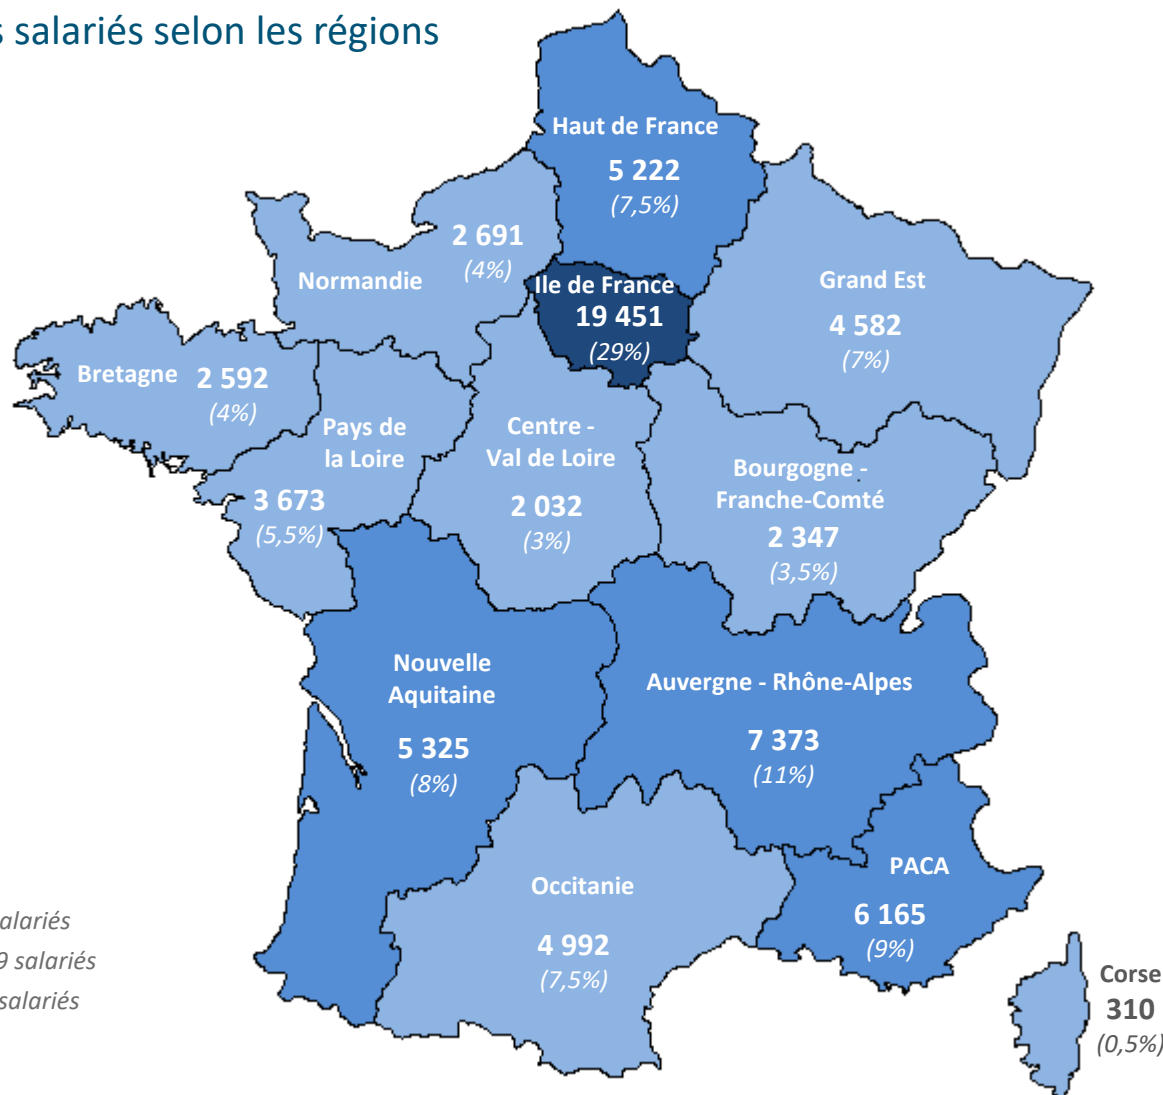 s salariés selon les régions
Haut de France
5 222
(7,5%)
2 691
(4%)
Normandie
Ile de France
19 451
(29%)
Grand Est
4 582
(7%)
Bretagne
2 592
(4%)
Pays de
la Loire
3 673
(5,5%)
Centre -
Val de Loire
2 032
(3%)
Bourgogne -
Franche-Comté
2 347
(3,5%)
Nouvelle
Aquitaine
5 325
(8%)
Auvergne - Rhône-Alpes
7 373
(11%)
PACA
6 165
(9%)
Occitanie
4 992
(7,5%)
alariés
9 salariés
salariés
Corse
310
(0,5%)